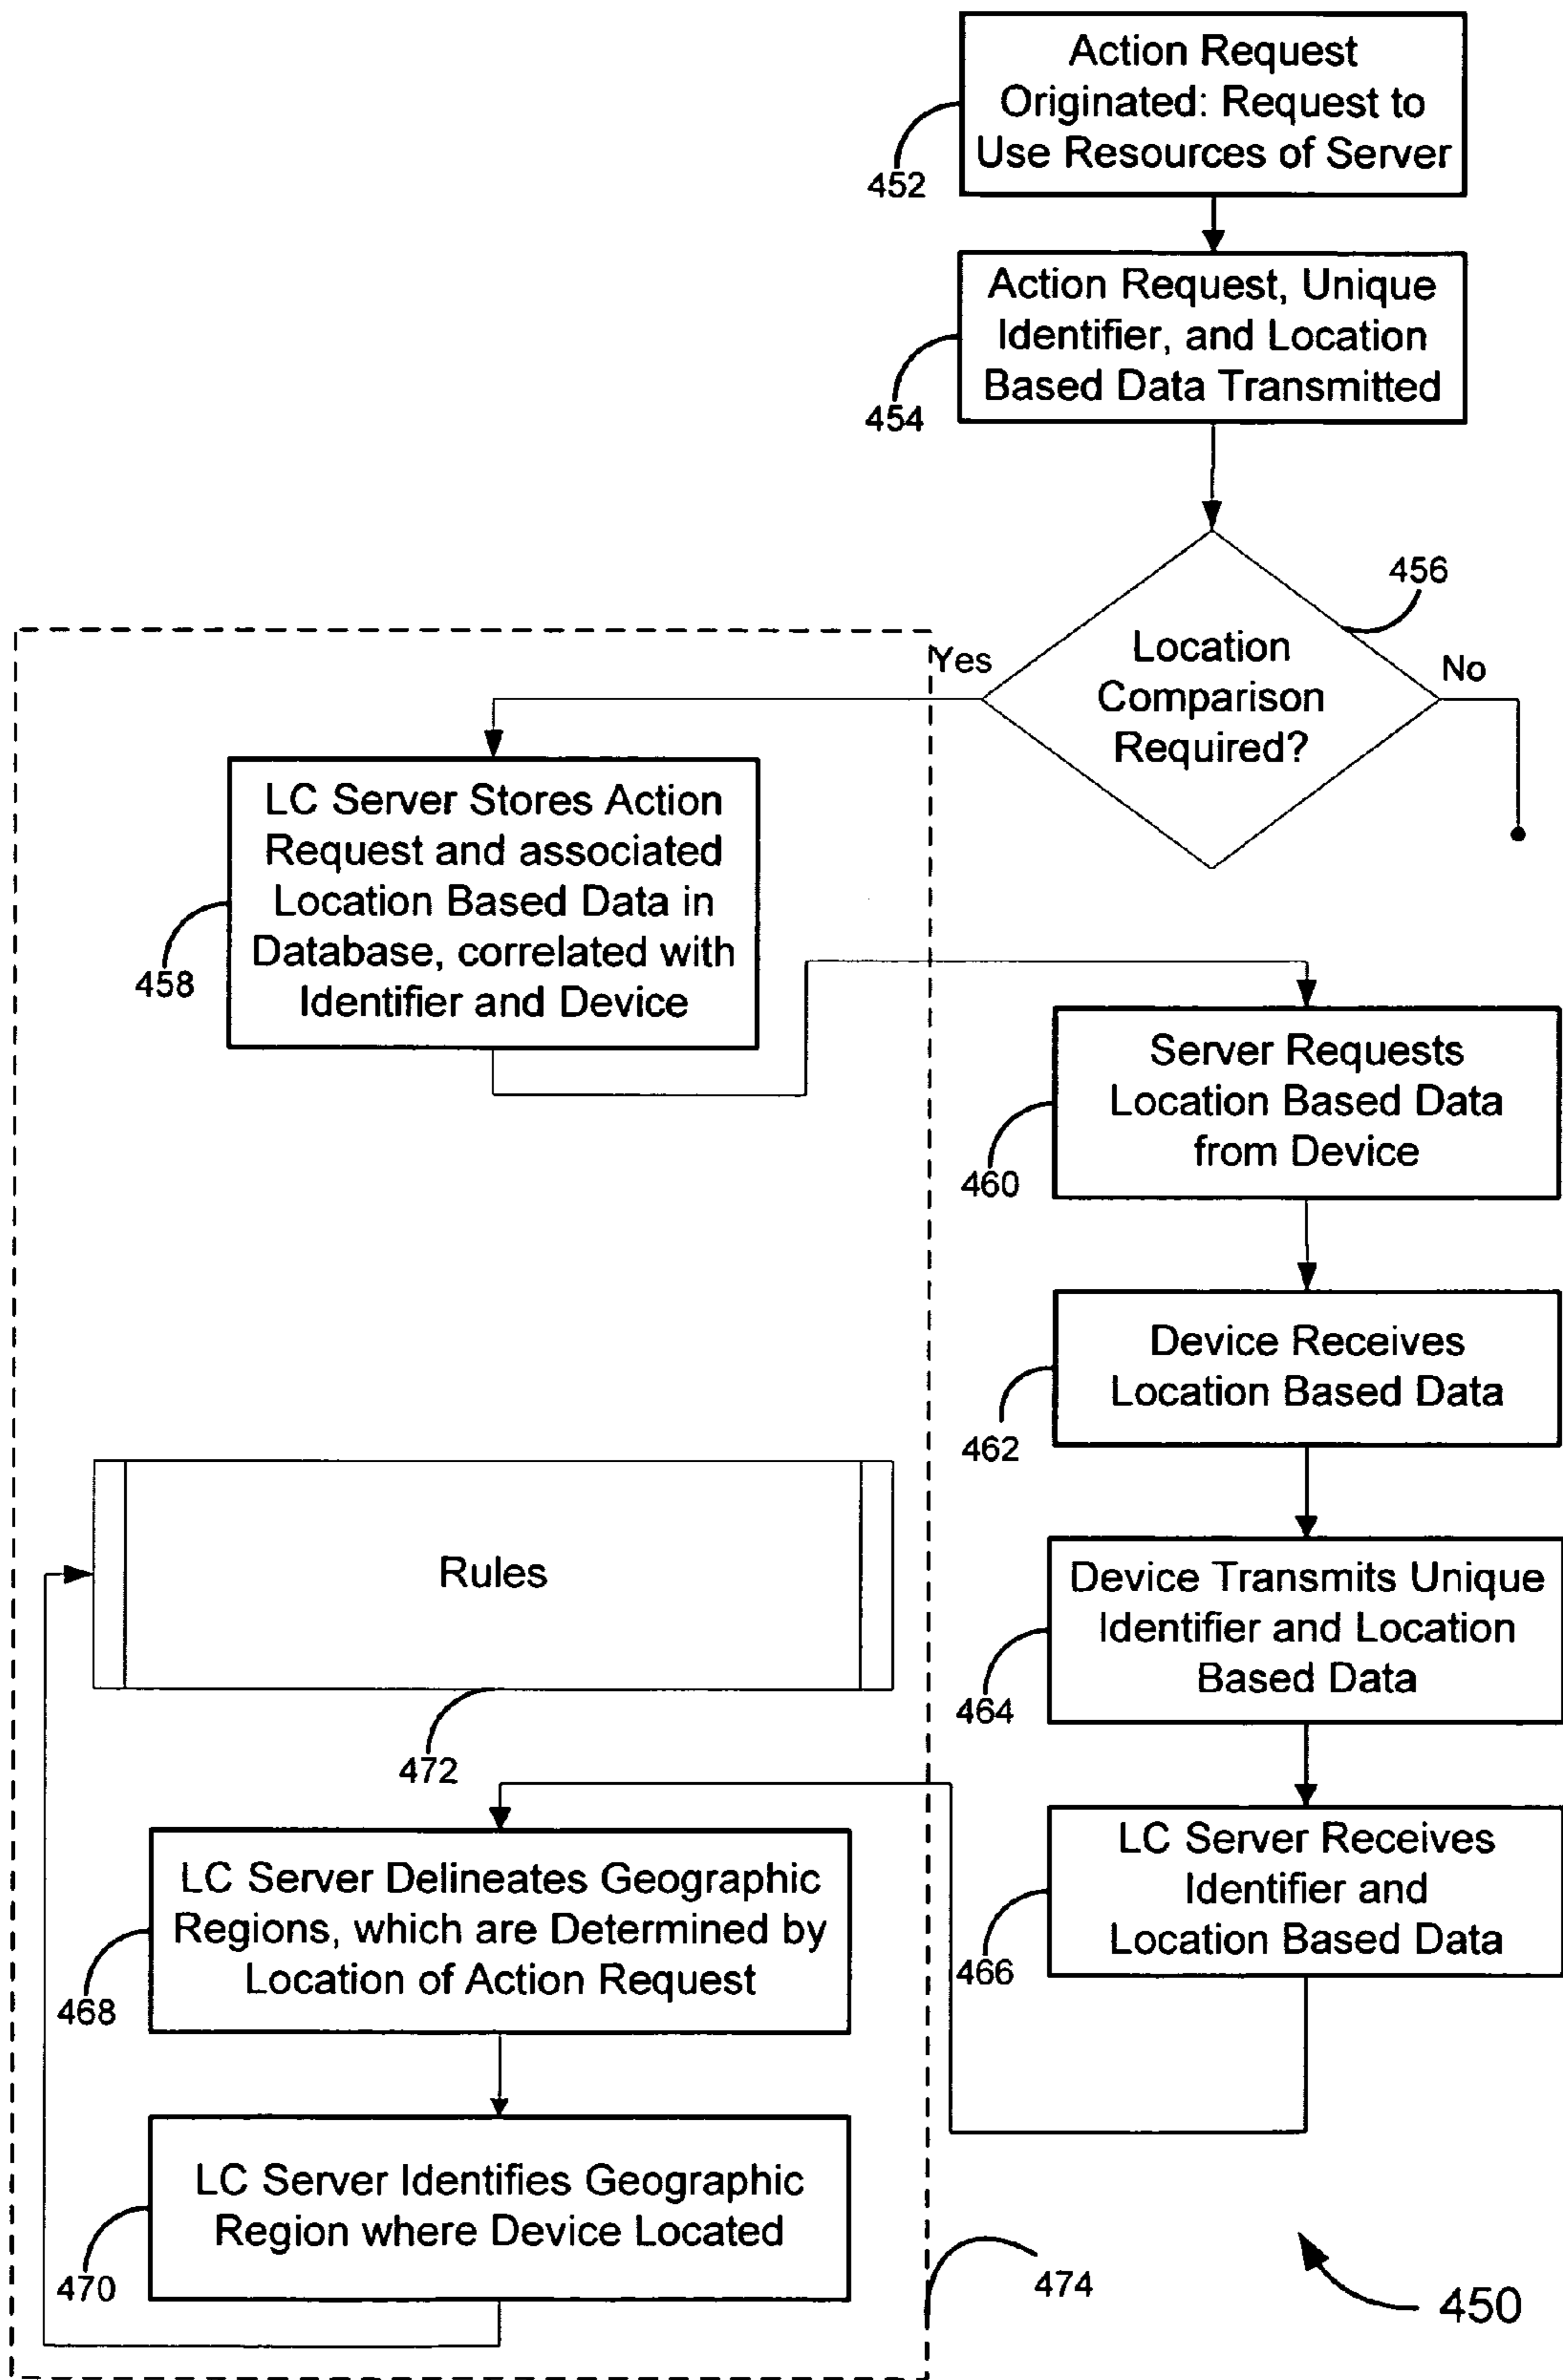 Action Request
Originated: Request to
Use Resources of Server
452
Action Request, Unique
Identifier, and Location
Based Data Transmitted
454
456
Location
Comparison
Required?
Yes
No
LC Server Stores Action
Request and associated
Location Based Data in
Database, correlated with
Identifier and Device
458
Server Requests
Location Based Data
from Device
460
Device Receives
Location Based Data
462
Device Transmits Unique
Identifier and Location
Based Data
464
LC Server Receives
Identifier and
Location Based Data
466
LC Server Delineates Geographic
Regions, which are Determined by
Location of Action Request
468
LC Server Identifies Geographic
Region where Device Located
470
Rules
472
474
450